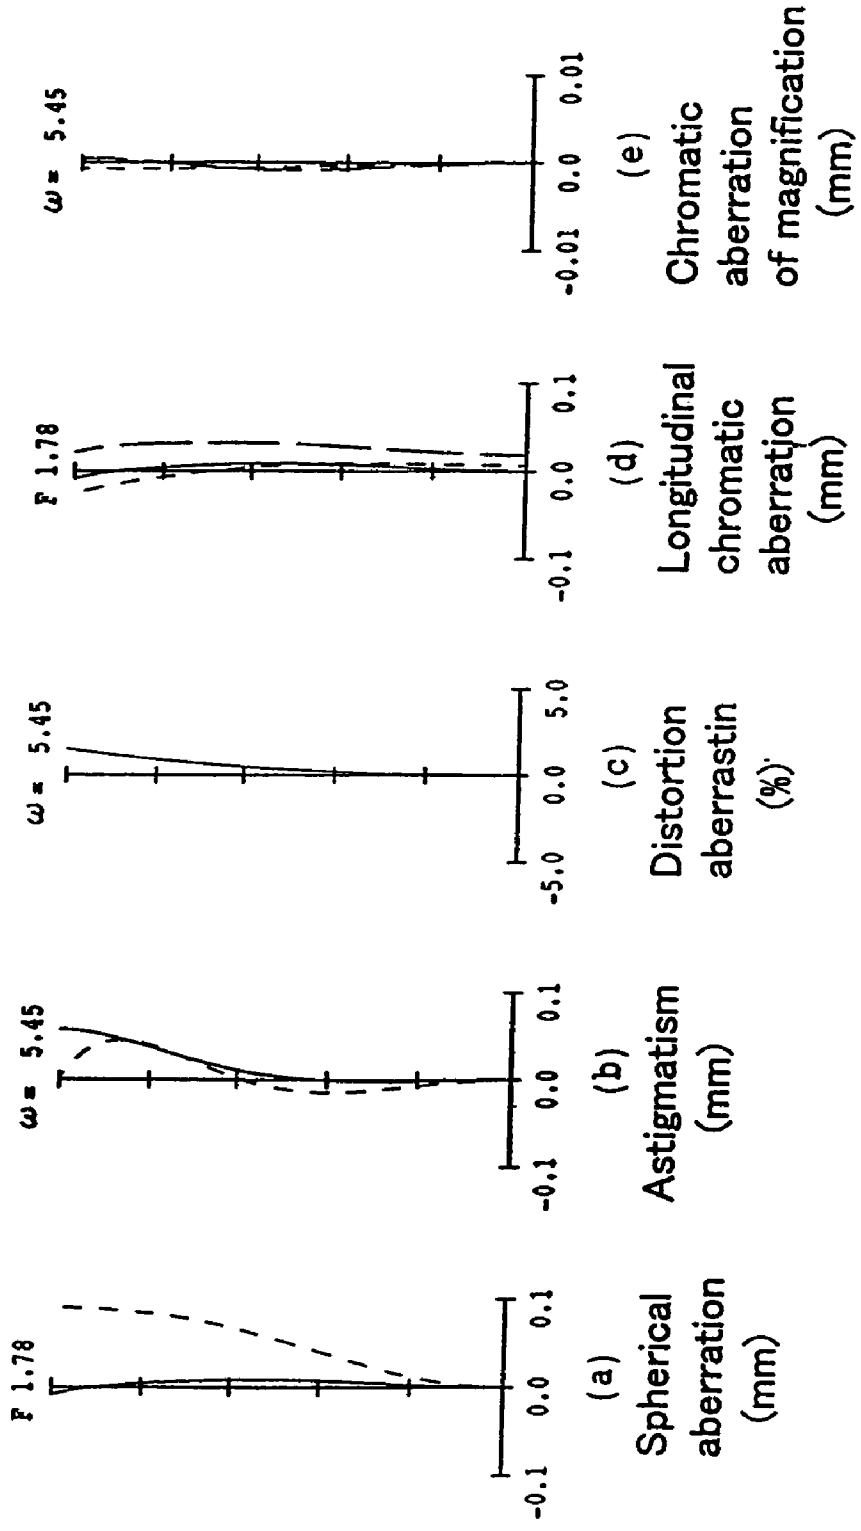 F 1.78
-0.1 0.0 0.1
(a)
Spherical
aberration
(mm)
ω = 5.45
-0.1 0.0 0.1
(b)
Astigmatism
(mm)
ω = 5.45
-5.0 0.0 5.0
(c)
Distortion
aberrastin
(%)
F 1.78
-0.1 0.0 0.1
(d)
Longitudinal
chromatic
aberration
(mm)
ω = 5.45
-0.01 0.0 0.01
(e)
Chromatic
aberration
of magnification
(mm)